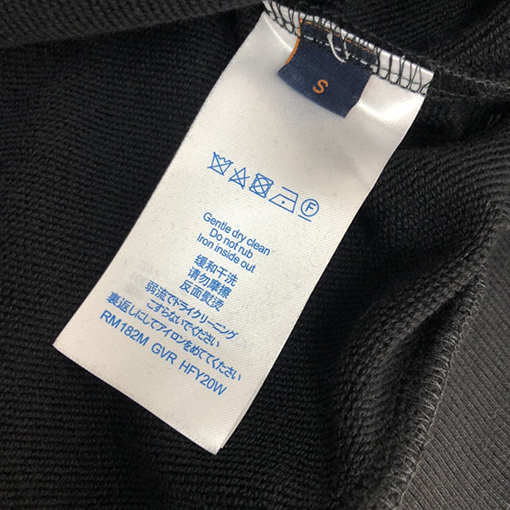 S
F
Gentle dry clean
Do not rub
Iron inside out
缓和干洗
请勿摩擦
反面熨烫
弱流でドライクリーニング
こすらないでください
裏返しにしてアイロンをめててください
RM182M GVR HFY20W